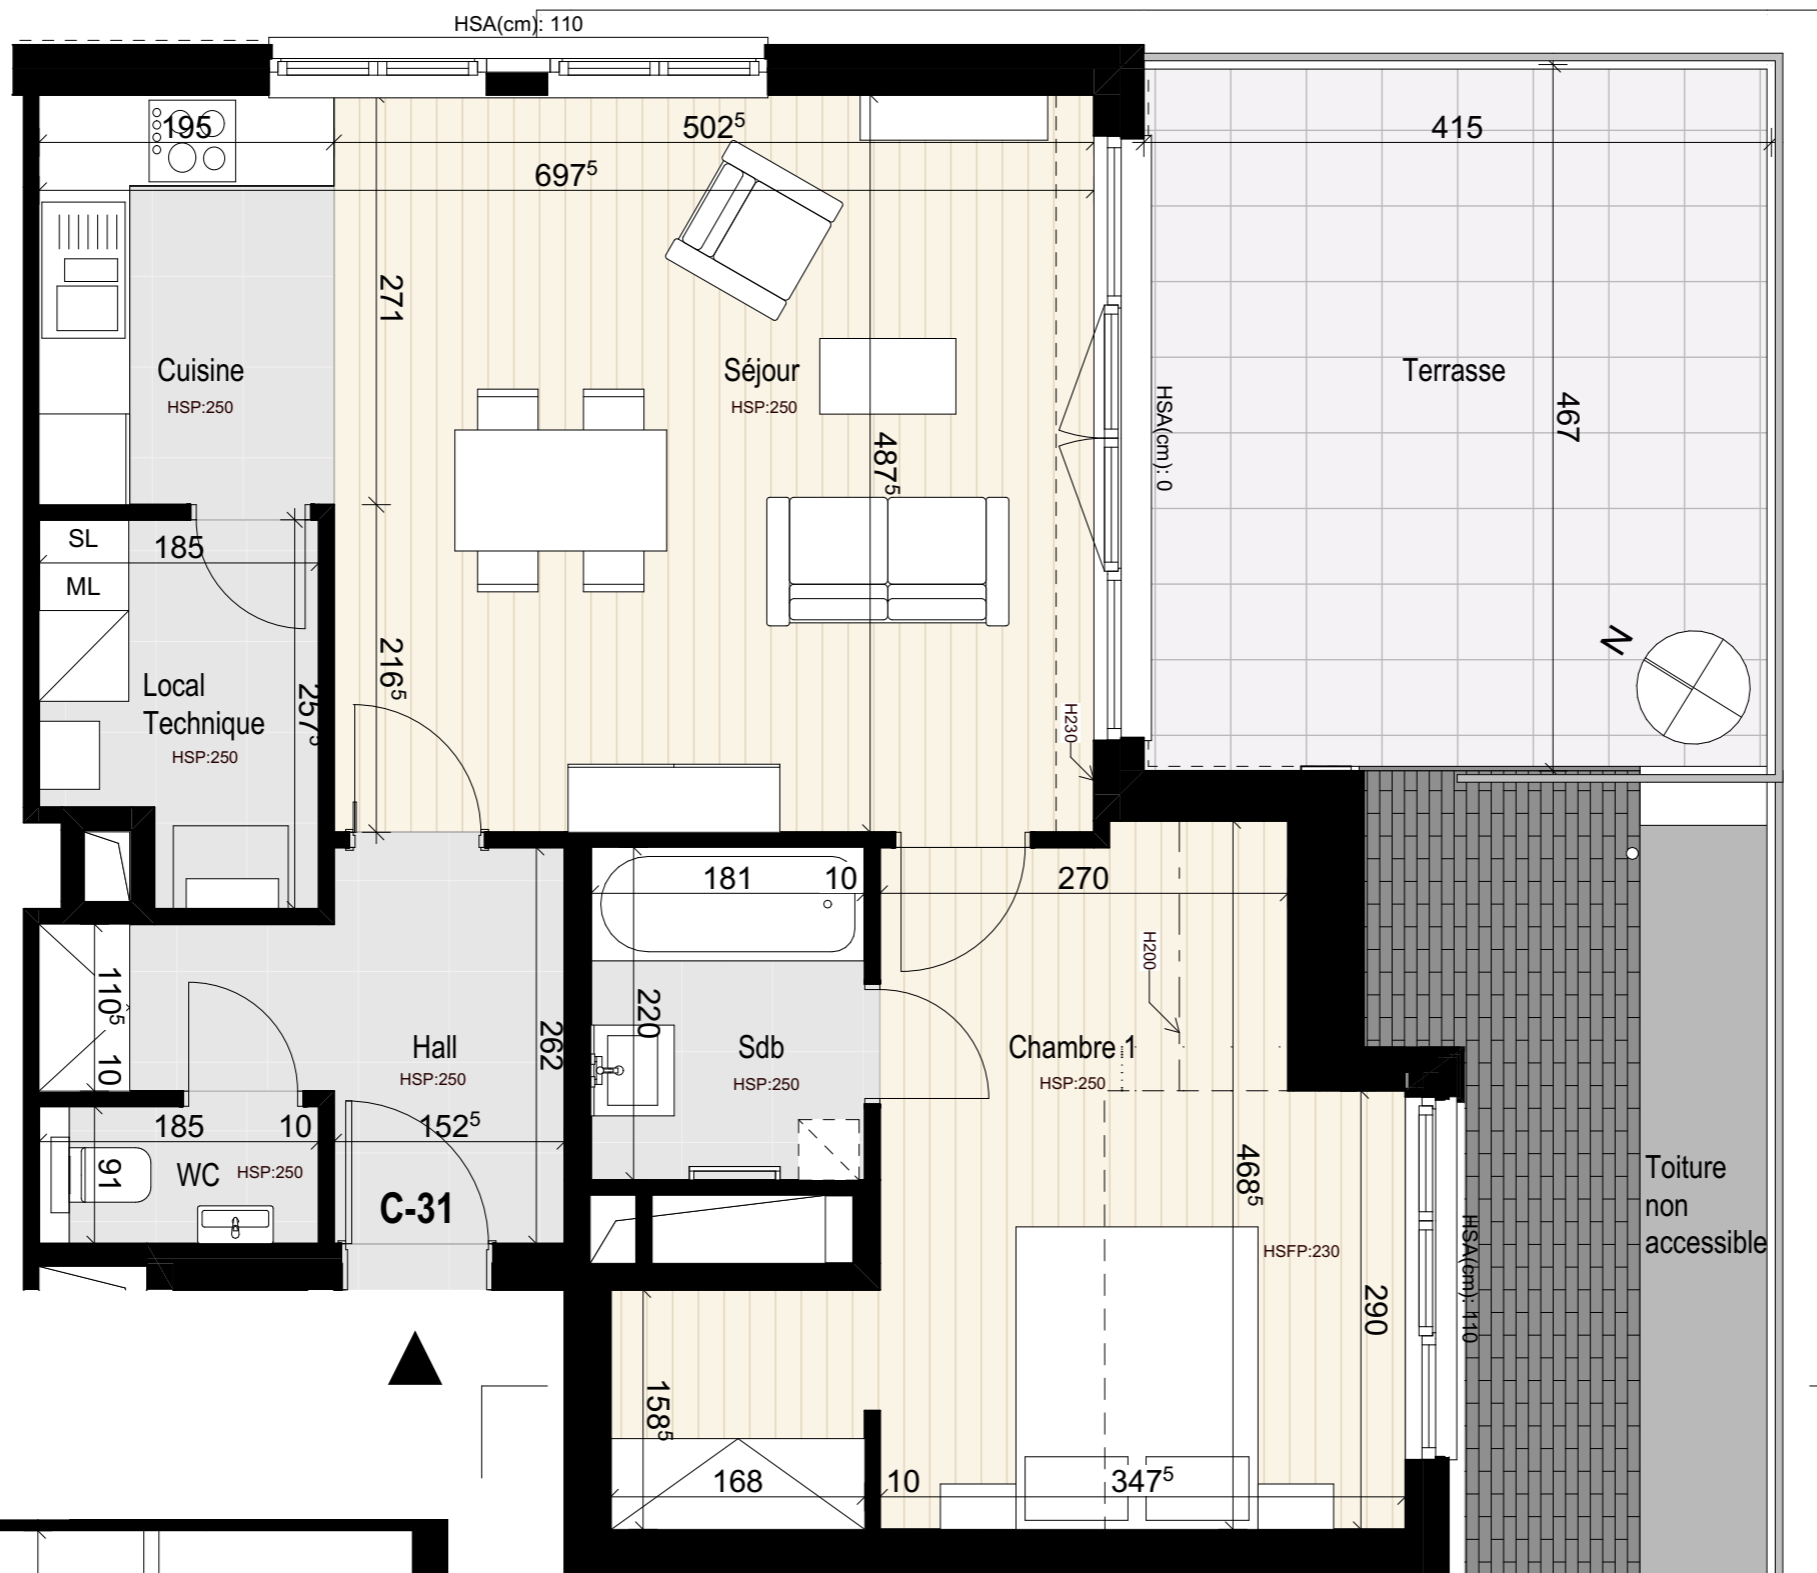 HSA(cm): 110
195
502⁵
415
697⁵
271
Cuisine
HSP:250
Séjour
HSP:250
Terrasse
HSA(cm): 0
467
487⁵
SL
185
ML
216⁵
N
Local
Technique
HSP:250
257⁵
H230
181
10
270
H200
110⁵
10
Hall
HSP:250
262
220
Sdb
HSP:250
Chambre 1
HSP:250
185
10
152⁵
91
WC
HSP:250
C-31
468⁵
Toiture
non
accessible
HSFP:230
HSA(cm): 110
290
158⁵
168
10
347⁵